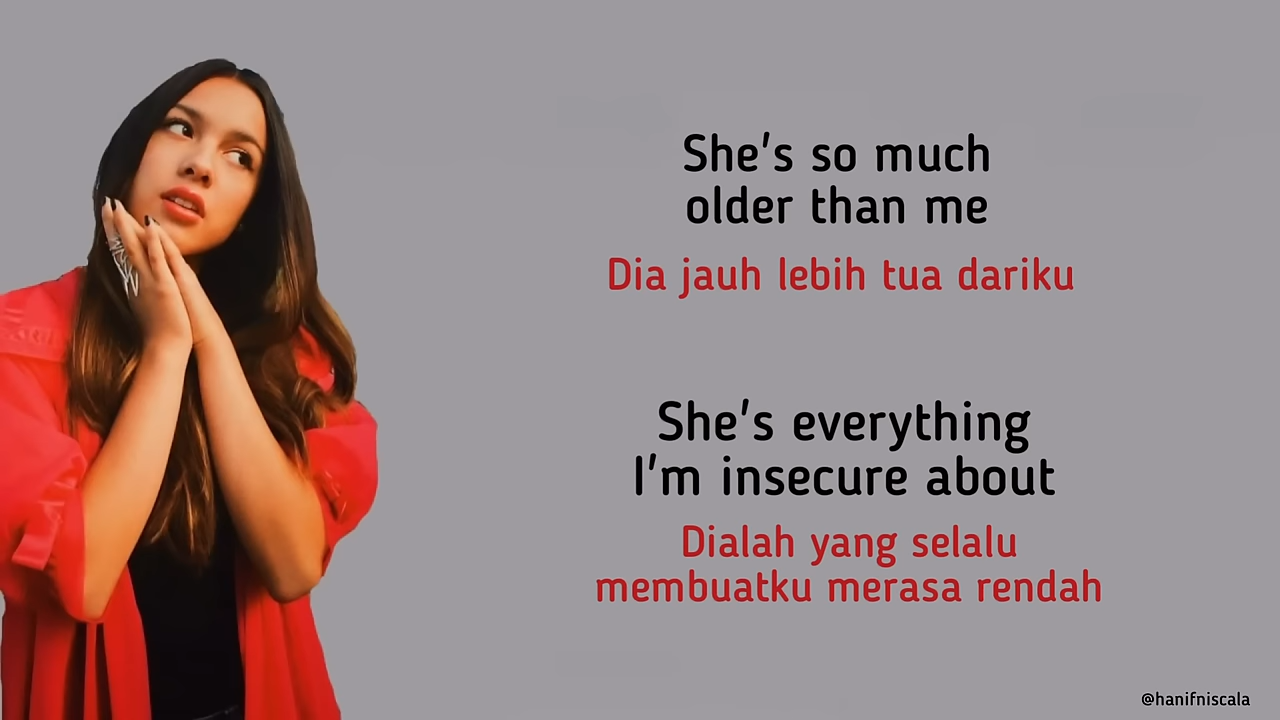 She's so much
older than me
Dia jauh lebih tua dariku
She's everything
I'm insecure about
Dialah yang selalu
membuatku merasa rendah
@hanifniscala